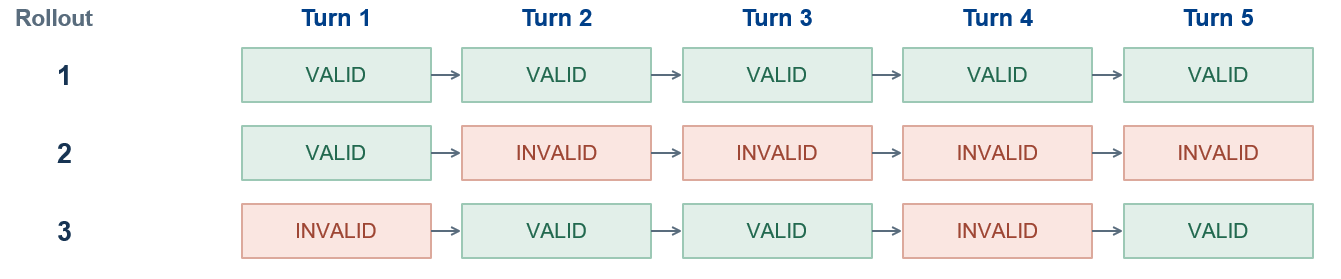 Rollout Turn 1 Turn 2 Turn 3 Turn 4 Turn 5
1 VALID VALID VALID VALID VALID
2 VALID INVALID INVALID INVALID INVALID
3 INVALID VALID VALID INVALID VALID